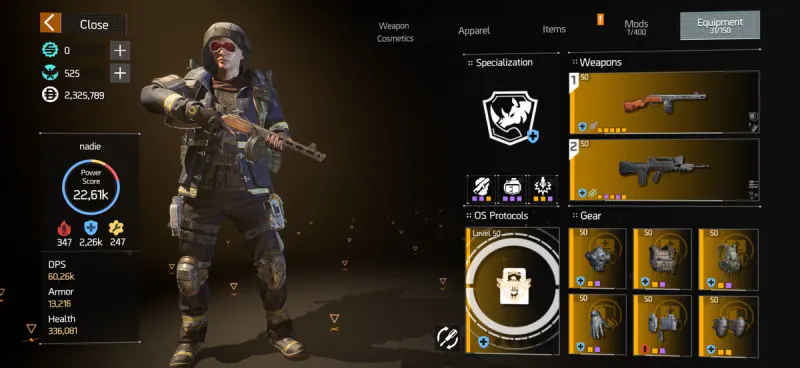 Close
0
525
2,325,789
nadie
Power
Score
22,61k
347
2,26k
247
DPS
60,26k
Armor
13,216
Health
336,081
Weapon
Cosmetics
Apparel
Items
!
Mods
7/400
Equipment
31/150
:: Specialization
:: Weapons
1
50
2
50
:: OS Protocols
Level 50
:: Gear
50
50
50
50
50
50